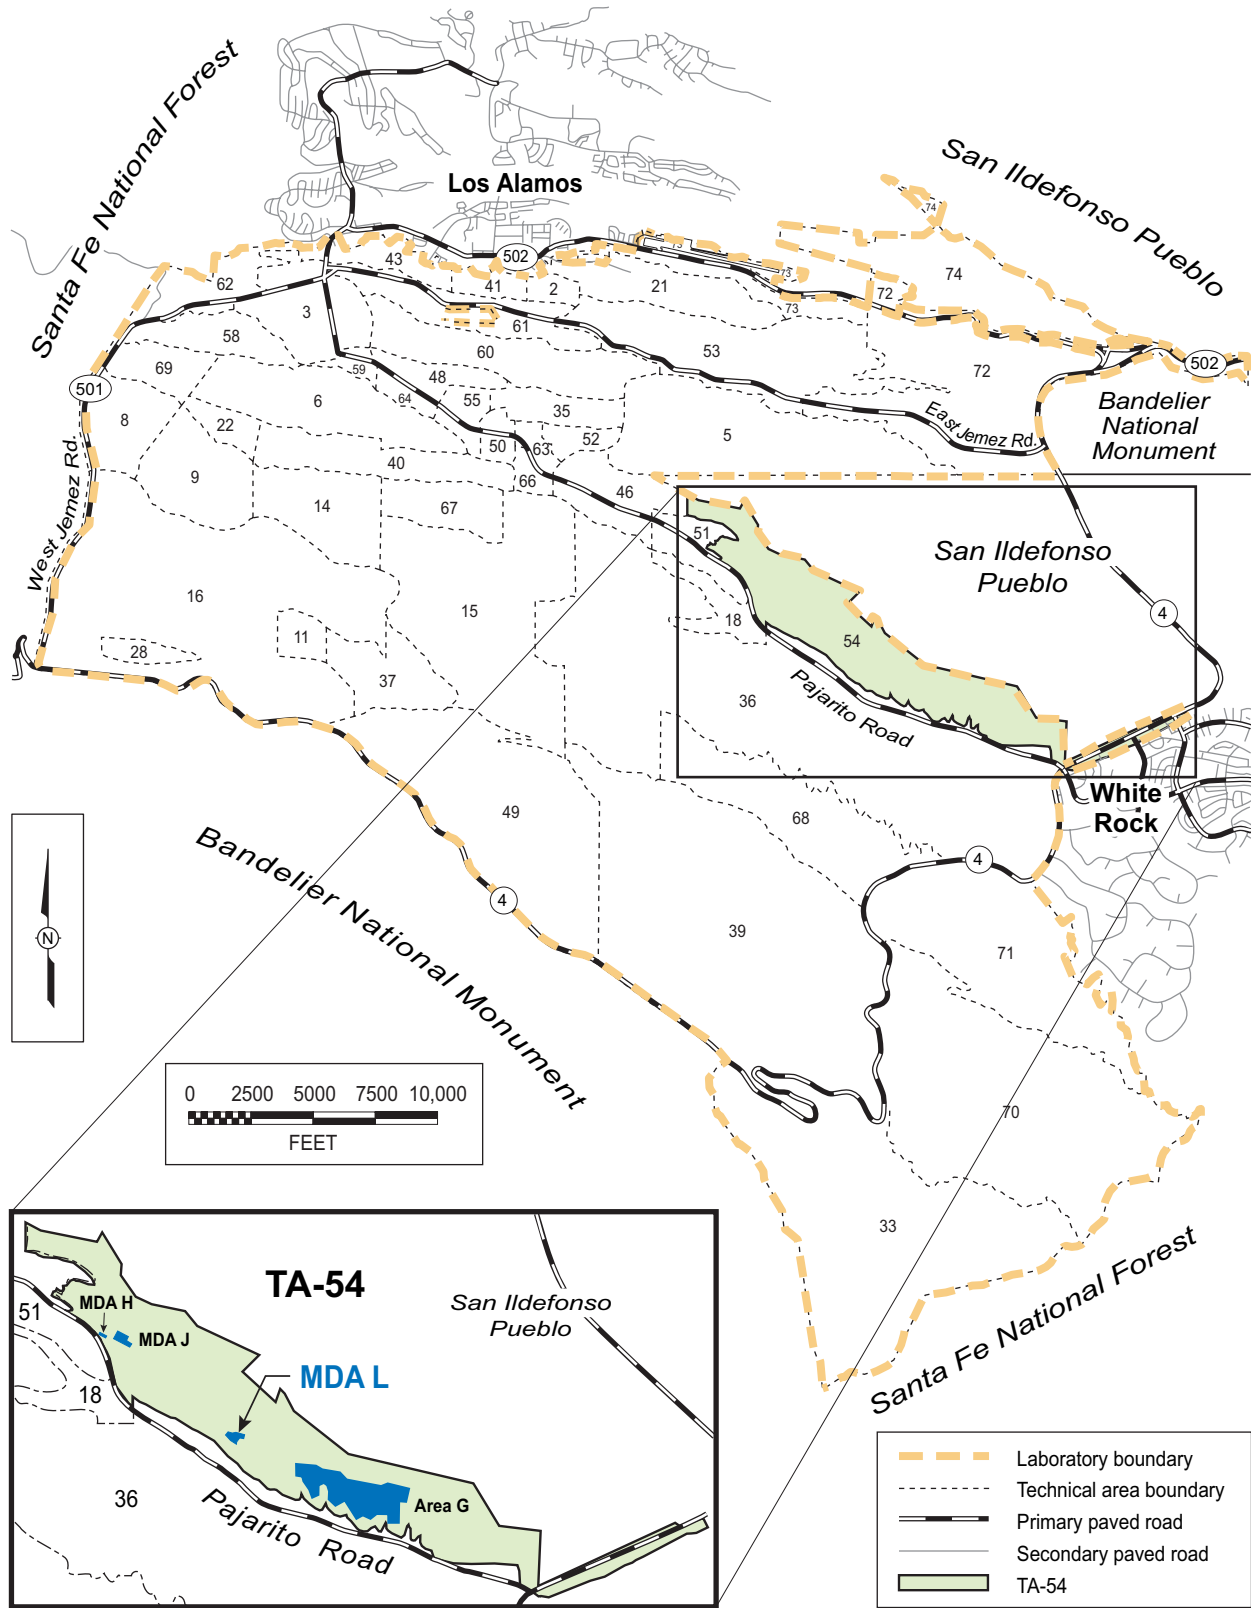 Santa Fe National Forest
San Ildefonso Pueblo
Los Alamos
502
74
74
43
62
41
2
21
73
72
73
3
61
58
53
60
72
502
69
59
48
501
64
55
6
35
8
22
5
East Jemez Rd.
Bandelier
National
Monument
52
50
63
40
9
66
46
14
67
51
West Jemez Rd.
San Ildefonso
Pueblo
16
15
4
18
11
54
28
37
36
Pajarito Road
White
Rock
49
68
4
4
Bandelier National Monument
39
71
N
0 2500 5000 7500 10,000
FEET
70
33
Santa Fe National Forest
TA-54
MDA H
MDA J
San Ildefonso
Pueblo
51
MDA L
18
36
Area G
Pajarito Road
Laboratory boundary
Technical area boundary
Primary paved road
Secondary paved road
TA-54